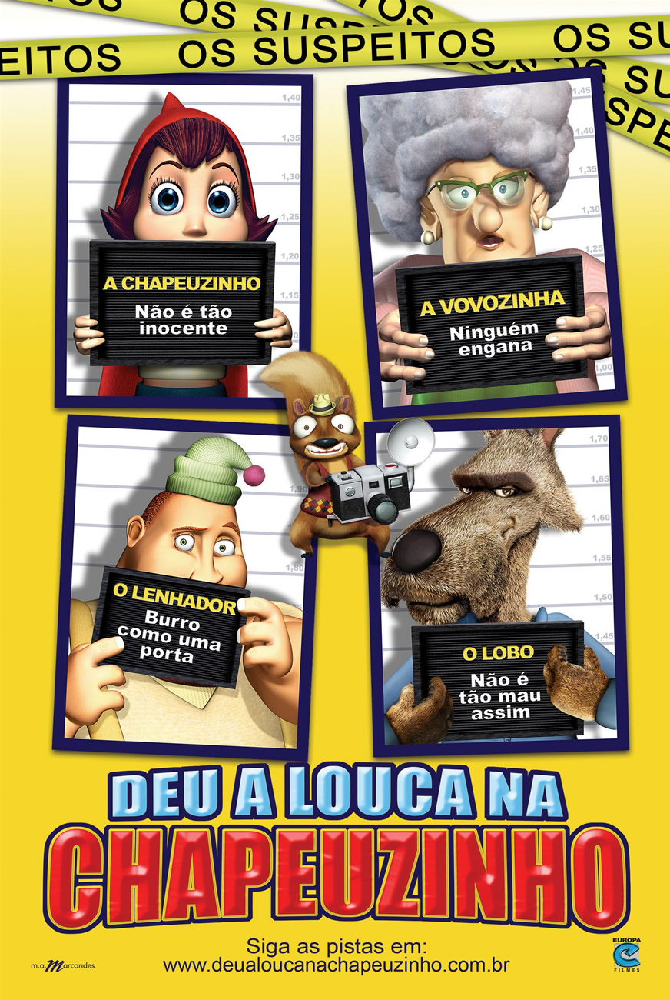 OS SUSPEITOS
OS
EITOS OS SUSPEITOS OS SU
OS SU
SPE
1,40
1,35
1,30
1,25
1,20
1,15
A CHAPEUZINHO
Não é tão
inocente
1,45
1,40
1,35
1,30
1,25
1,00
A VOVOZINHA
Ninguém
engana
1,90
1,80
O LENHADOR
Burro
como uma
porta
1,70
1,65
1,60
1,55
1,50
1,45
O LOBO
Não é
tão mau
assim
DEU A LOUCA NA
CHAPEUZINHO
Siga as pistas em:
www.deualoucanachapeuzinho.com.br
m.a.Marcondes
EUROPA
FILMES